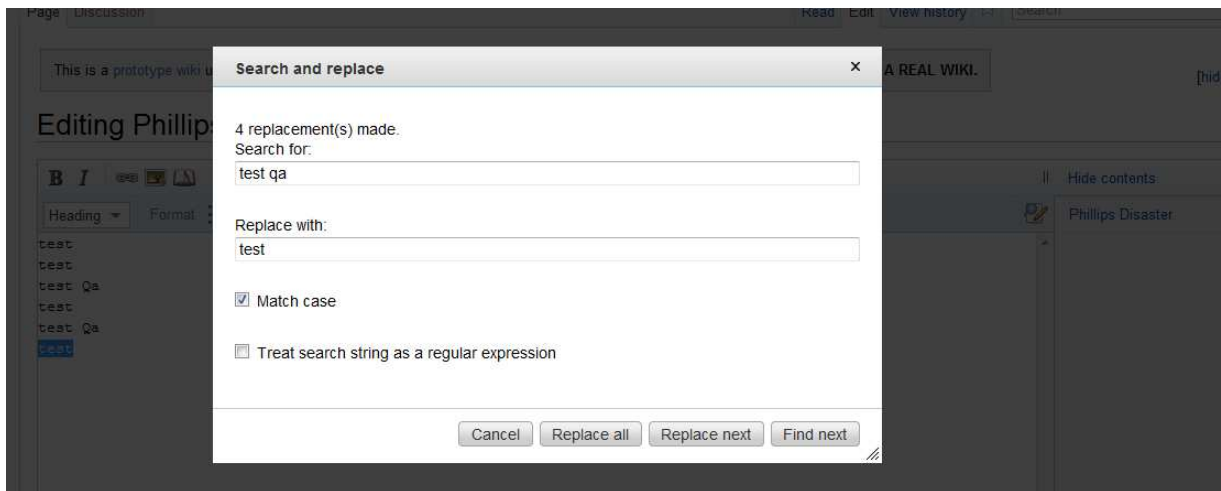 Page Discussion Read Edit View history Search
This is a prototype wiki u A REAL WIKI. [hid
Editing Phillips
B I Hide contents
Heading Format Phillips Disaster
test
test
test Qa
test
test Qa
test
Search and replace ×
4 replacement(s) made.
Search for:
test qa
Replace with:
test
Match case
Treat search string as a regular expression
Cancel Replace all Replace next Find next